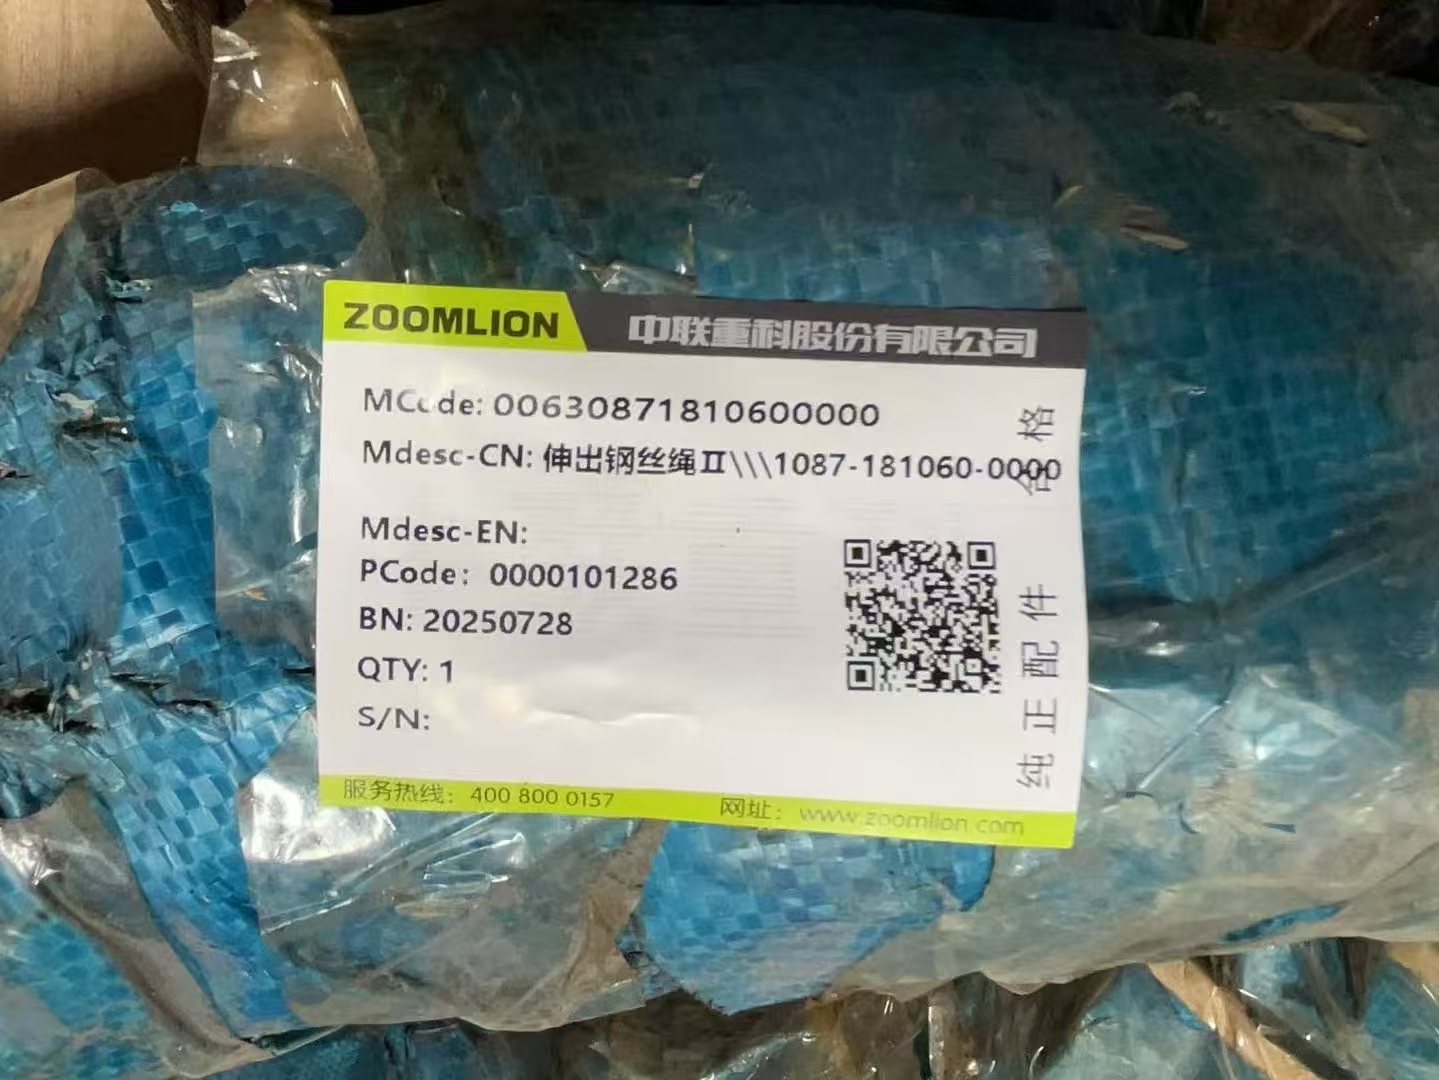 ZOOMLION 中联重科股份有限公司
MCode: 00630871810600000
Mdesc-CN: 伸出钢丝绳Ⅱ\\\1087-181060-0000
Mdesc-EN:
PCode: 0000101286
BN: 20250728
QTY: 1
S/N:
纯正配件 合格
服务热线: 400 800 0157 网址: www.zoomlion.com